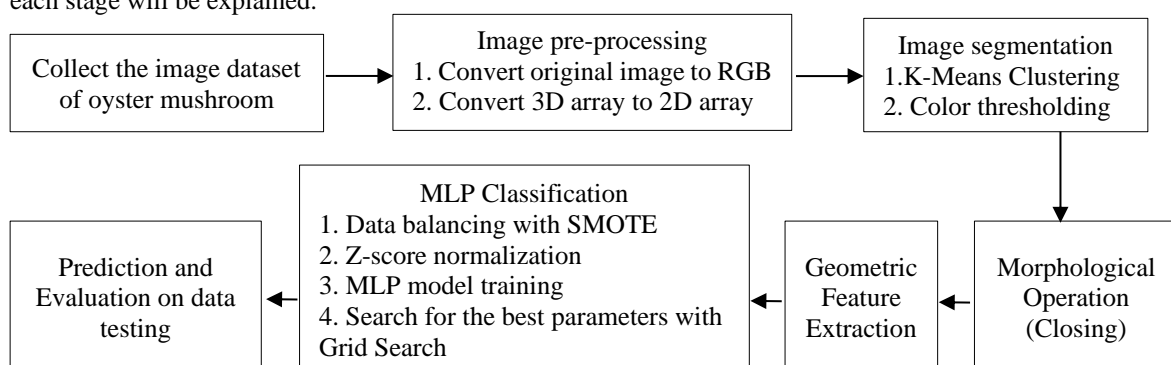 each stage will be explained.
Collect the image dataset
of oyster mushroom
Image pre-processing
1. Convert original image to RGB
2. Convert 3D array to 2D array
Image segmentation
1.K-Means Clustering
2. Color thresholding
Morphological
Operation
(Closing)
Geometric
Feature
Extraction
MLP Classification
1. Data balancing with SMOTE
2. Z-score normalization
3. MLP model training
4. Search for the best parameters with
Grid Search
Prediction and
Evaluation on data
testing